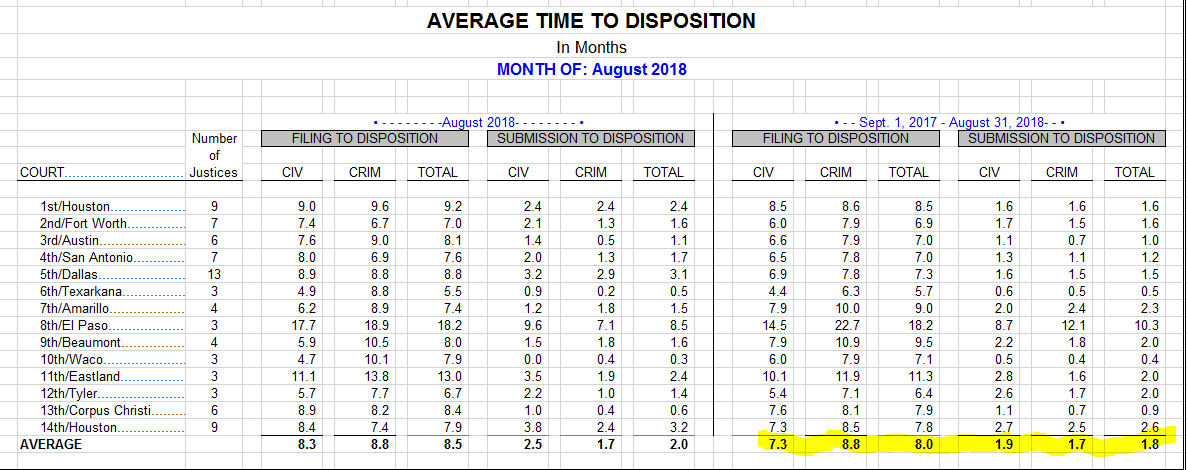 AVERAGE TIME TO DISPOSITION
In Months
MONTH OF: August 2018
• - - - - - - - -August 2018- - - - - - - - • • - - Sept. 1, 2017 - August 31, 2018- - •
Number FILING TO DISPOSITION SUBMISSION TO DISPOSITION FILING TO DISPOSITION SUBMISSION TO DISPOSITION
of
COURT................................ Justices CIV CRIM TOTAL CIV CRIM TOTAL CIV CRIM TOTAL CIV CRIM TOTAL
1st/Houston.................... 9 9.0 9.6 9.2 2.4 2.4 2.4 8.5 8.6 8.5 1.6 1.6 1.6
2nd/Fort Worth............... 7 7.4 6.7 7.0 2.1 1.3 1.6 6.0 7.9 6.9 1.7 1.5 1.6
3rd/Austin....................... 6 7.6 9.0 8.1 1.4 0.5 1.1 6.6 7.9 7.0 1.1 0.7 1.0
4th/San Antonio.............. 7 8.0 6.9 7.6 2.0 1.3 1.7 6.5 7.8 7.0 1.3 1.1 1.2
5th/Dallas....................... 13 8.9 8.8 8.8 3.2 2.9 3.1 6.9 7.8 7.3 1.6 1.5 1.5
6th/Texarkana................. 3 4.9 8.8 5.5 0.9 0.2 0.5 4.4 6.3 5.7 0.6 0.5 0.5
7th/Amarillo.................... 4 6.2 8.9 7.4 1.2 1.8 1.5 7.9 10.0 9.0 2.0 2.4 2.3
8th/El Paso.................... 3 17.7 18.9 18.2 9.6 7.1 8.5 14.5 22.7 18.2 8.7 12.1 10.3
9th/Beaumont................. 4 5.9 10.5 8.0 1.5 1.8 1.6 7.9 10.9 9.5 2.2 1.8 2.0
10th/Waco...................... 3 4.7 10.1 7.9 0.0 0.4 0.3 6.0 7.9 7.1 0.5 0.4 0.4
11th/Eastland................. 3 11.1 13.8 13.0 3.5 1.9 2.4 10.1 11.9 11.3 2.8 1.6 2.0
12th/Tyler....................... 3 5.7 7.7 6.7 2.2 1.0 1.4 5.4 7.1 6.4 2.6 1.7 2.0
13th/Corpus Christi......... 6 8.9 8.2 8.4 1.0 0.4 0.6 7.6 8.1 7.9 1.1 0.7 0.9
14th/Houston.................. 9 8.4 7.4 7.9 3.8 2.4 3.2 7.3 8.5 7.8 2.7 2.5 2.6
AVERAGE 8.3 8.8 8.5 2.5 1.7 2.0 7.3 8.8 8.0 1.9 1.7 1.8